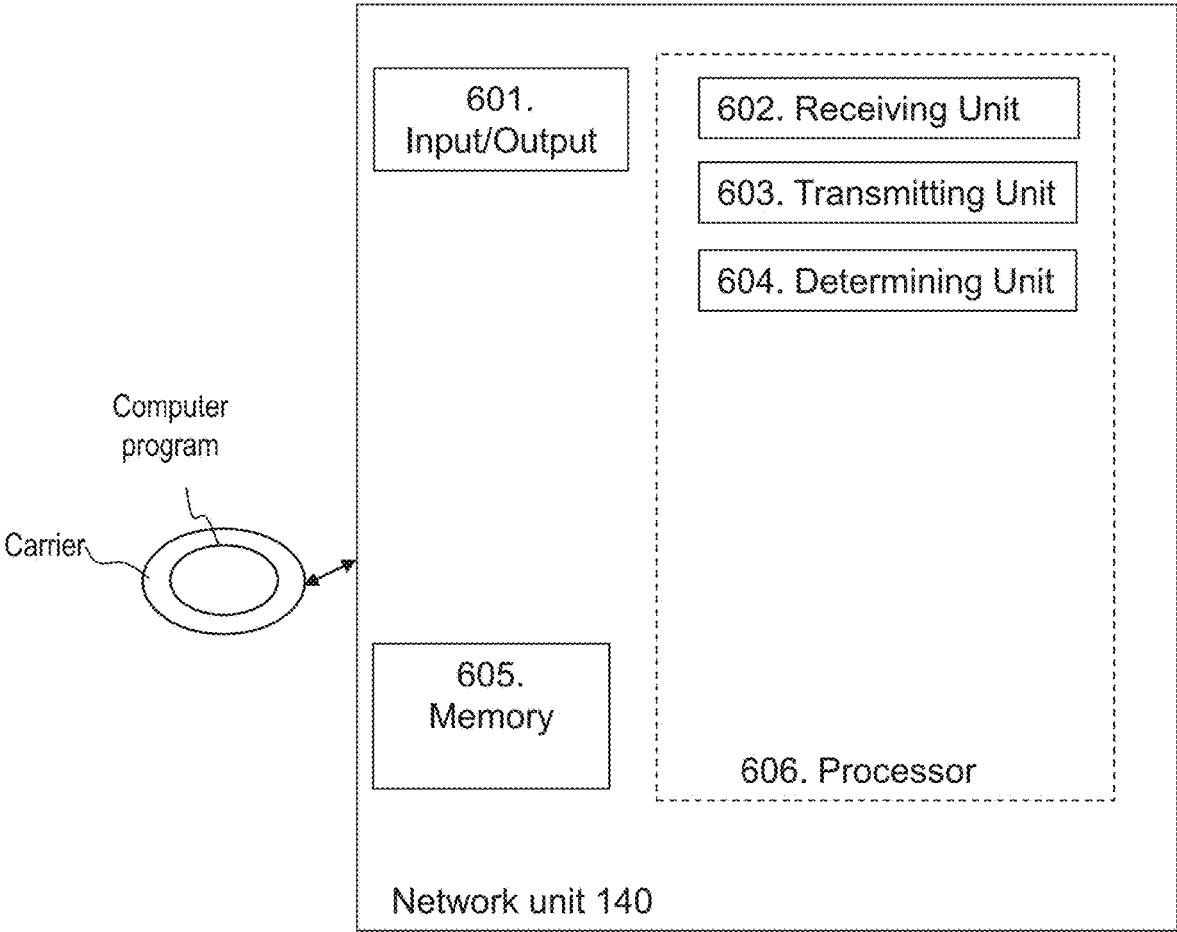 601.
Input/Output
602. Receiving Unit
603. Transmitting Unit
604. Determining Unit
Computer
program
Carrier
605.
Memory
606. Processor
Network unit 140